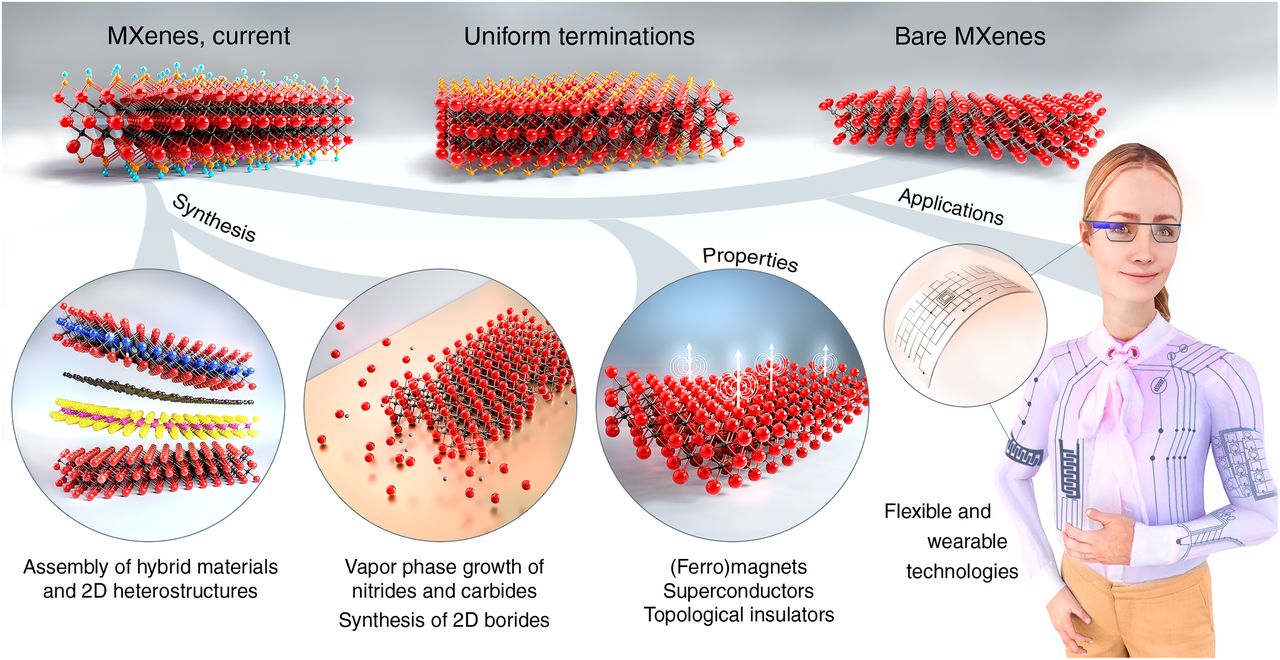 MXenes, current
Uniform terminations
Bare MXenes
Synthesis
Properties
Applications
Assembly of hybrid materials
and 2D heterostructures
Vapor phase growth of
nitrides and carbides
Synthesis of 2D borides
(Ferro)magnets
Superconductors
Topological insulators
Flexible and
wearable
technologies